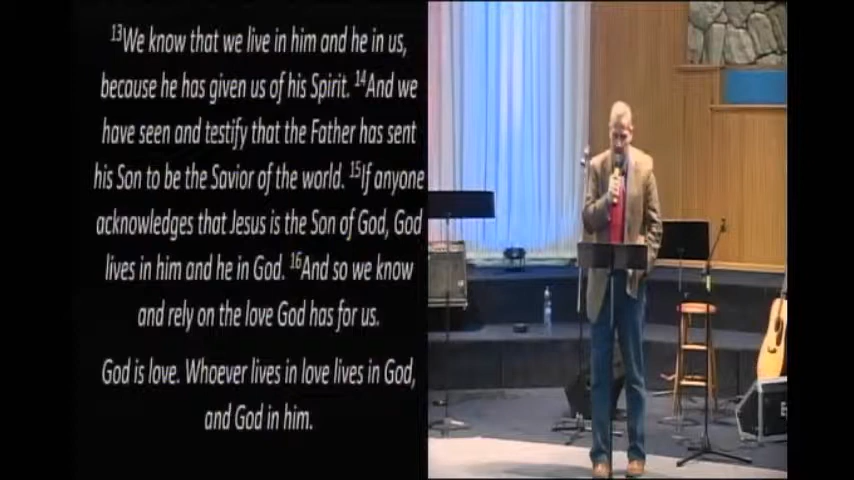 ¹³We know that we live in him and he in us,
because he has given us of his Spirit. ¹⁴And we
have seen and testify that the Father has sent
his Son to be the Savior of the world. ¹⁵If anyone
acknowledges that Jesus is the Son of God, God
lives in him and he in God. ¹⁶And so we know
and rely on the love God has for us.
God is love. Whoever lives in love lives in God,
and God in him.